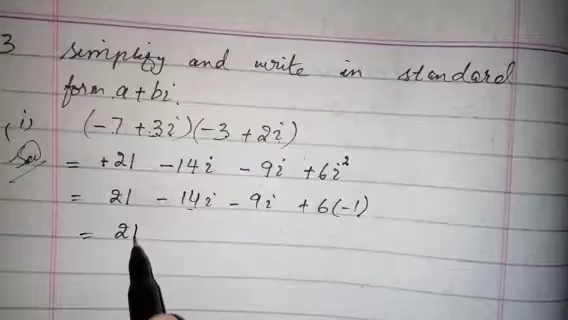 3 simplify and write in standard
form a+bi.
(i) (-7 + 3i)(-3 + 2i)
Sol = +21 -14i - 9i + 6i²
= 21 - 14i - 9i + 6(-1)
= 21